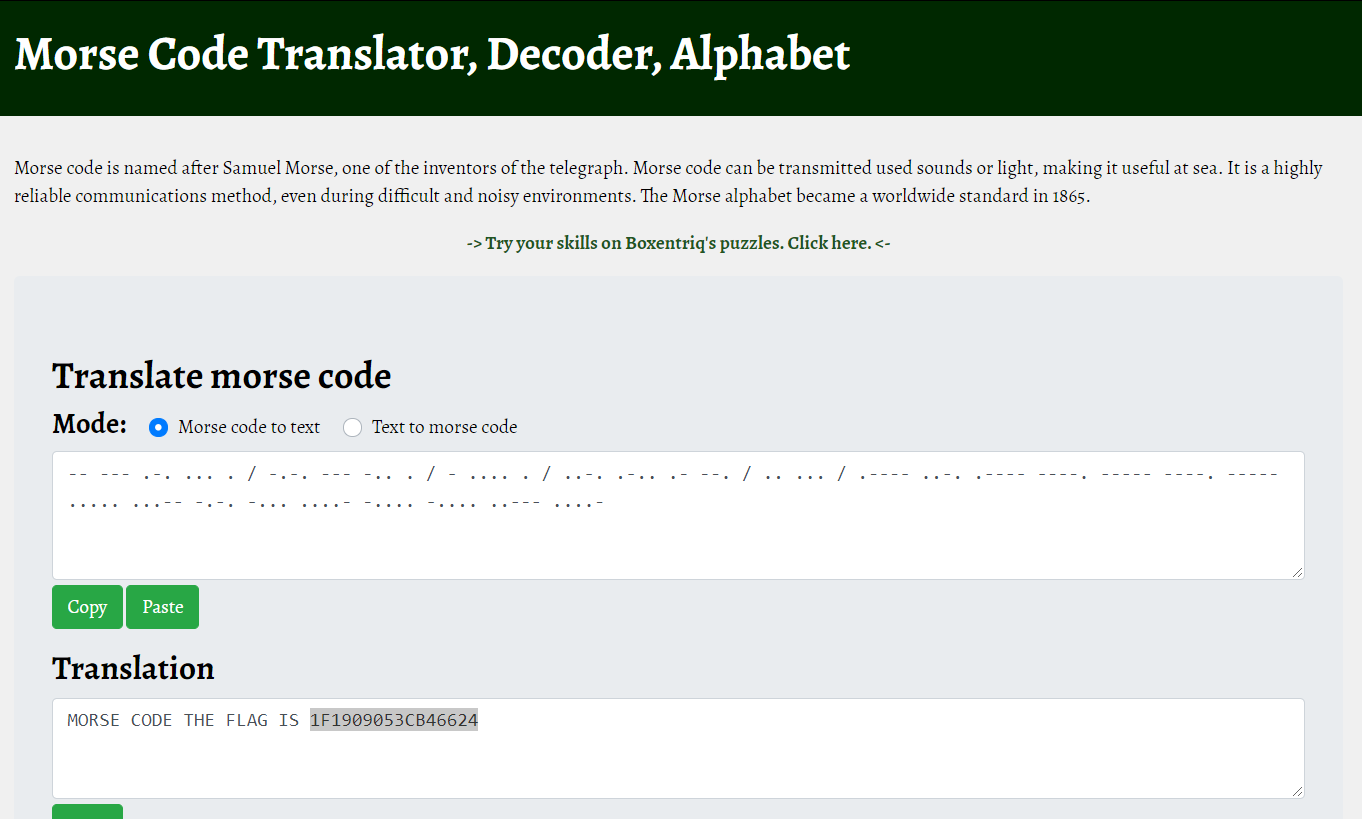 Morse Code Translator, Decoder, Alphabet
Morse code is named after Samuel Morse, one of the inventors of the telegraph. Morse code can be transmitted used sounds or light, making it useful at sea. It is a highly
reliable communications method, even during difficult and noisy environments. The Morse alphabet became a worldwide standard in 1865.
-> Try your skills on Boxentriq's puzzles. Click here. <-
Translate morse code
Mode: Morse code to text Text to morse code
-- --- .-. ... . / -.-. --- -.. . / - .... . / ..-. .-.. .- --. / .. ... / .---- ..-. .---- ----. ----- ----. -----
..... ...-- -.-. -... ....- -.... -.... ..--- ....-
Copy Paste
Translation
MORSE CODE THE FLAG IS 1F1909053CB46624